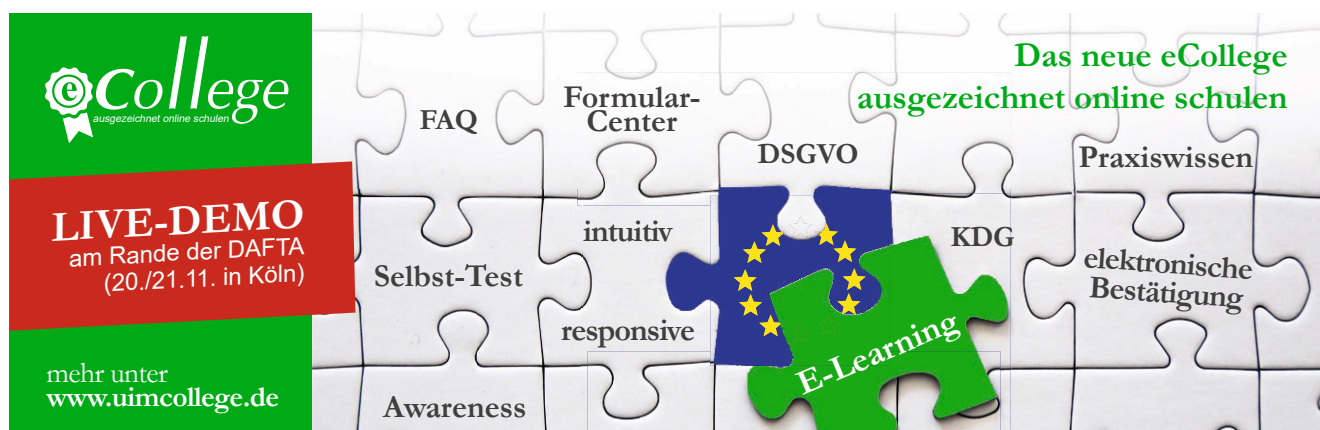 eCollege
ausgezeichnet online schulen
LIVE-DEMO
am Rande der DAFTA
(20./21.11. in Köln)
mehr unter
www.uimcollege.de
Das neue eCollege
ausgezeichnet online schulen
FAQ
Formular-
Center
DSGVO
Praxiswissen
intuitiv
KDG
Selbst-Test
elektronische
Bestätigung
responsive
E-Learning
Awareness